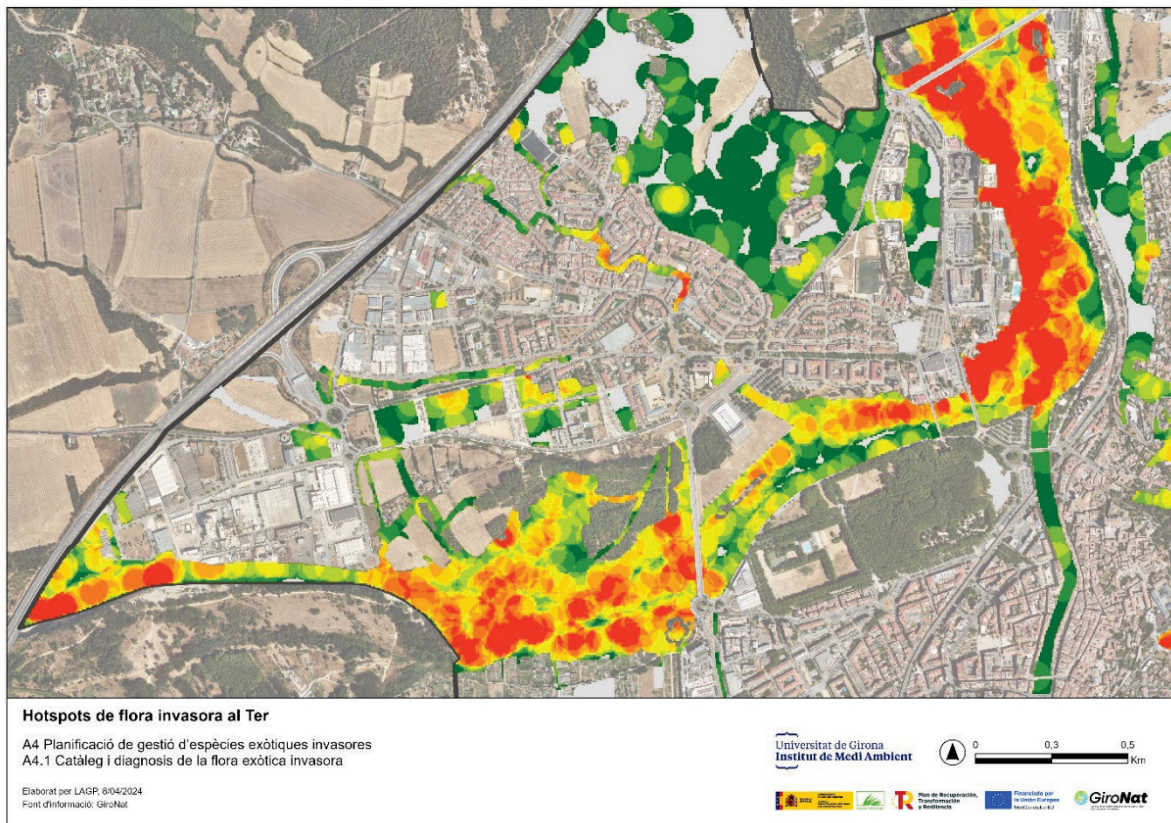 Hotspots de flora invasora al Ter
A4 Planificació de gestió d'espècies exòtiques invasores
A4.1 Catàleg i diagnosis de la flora exòtica invasora
Elaborat per LAGP, 8/04/2024
Font d'informació: GiroNat
Universitat de Girona
Institut de Medi Ambient
0 0,3 0,5
Km
Plan de Recuperación,
Transformación
y Resiliencia
Financiado por
la Unión Europea
NextGenerationEU
GiroNat